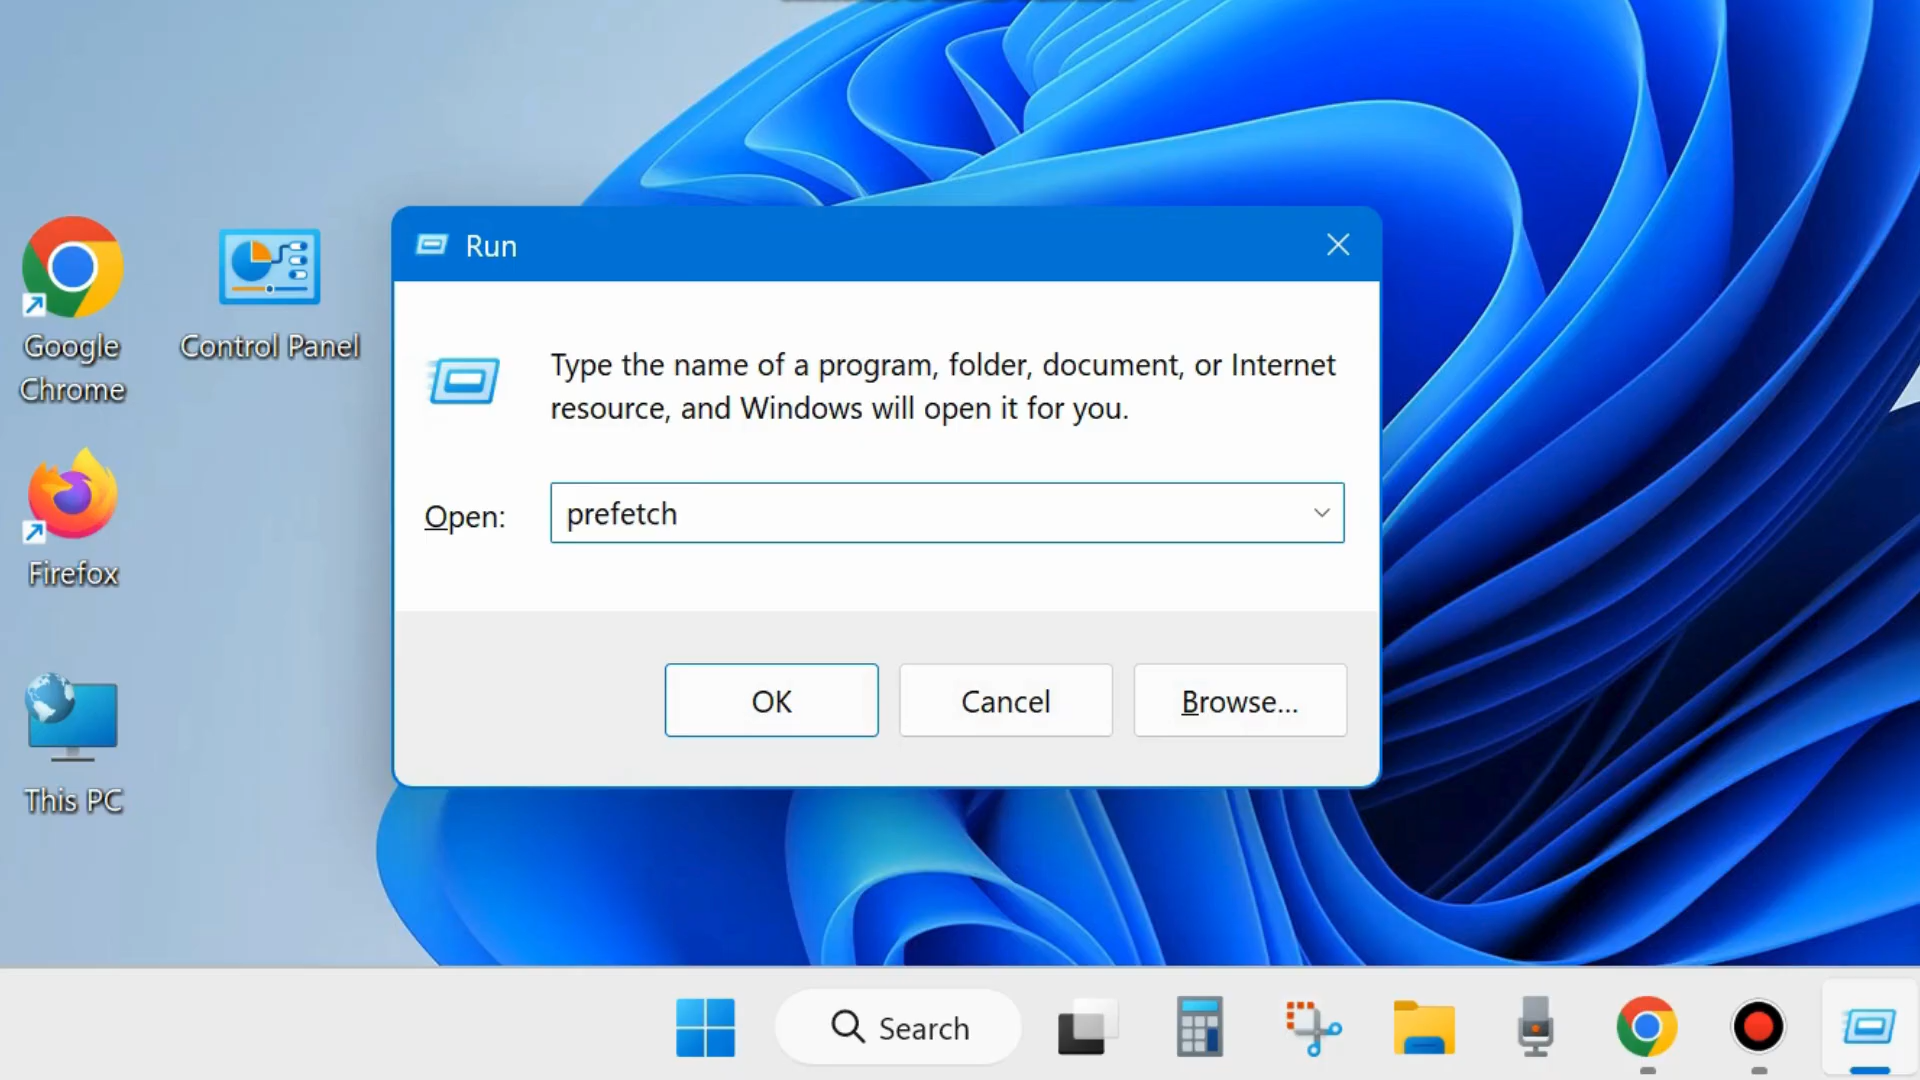 Run
Type the name of a program, folder, document, or Internet
resource, and Windows will open it for you.
Open:
prefetch
OK
Cancel
Browse...
Google
Chrome
Control Panel
Firefox
This PC
Search